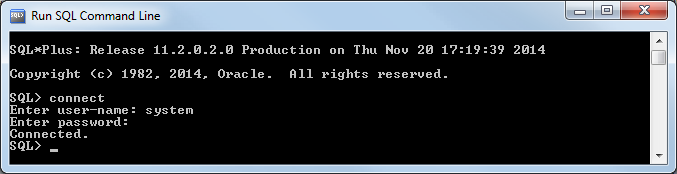 Run SQL Command Line
SQL*Plus: Release 11.2.0.2.0 Production on Thu Nov 20 17:19:39 2014
Copyright (c) 1982, 2014, Oracle.  All rights reserved.
SQL> connect
Enter user-name: system
Enter password:
Connected.
SQL> _